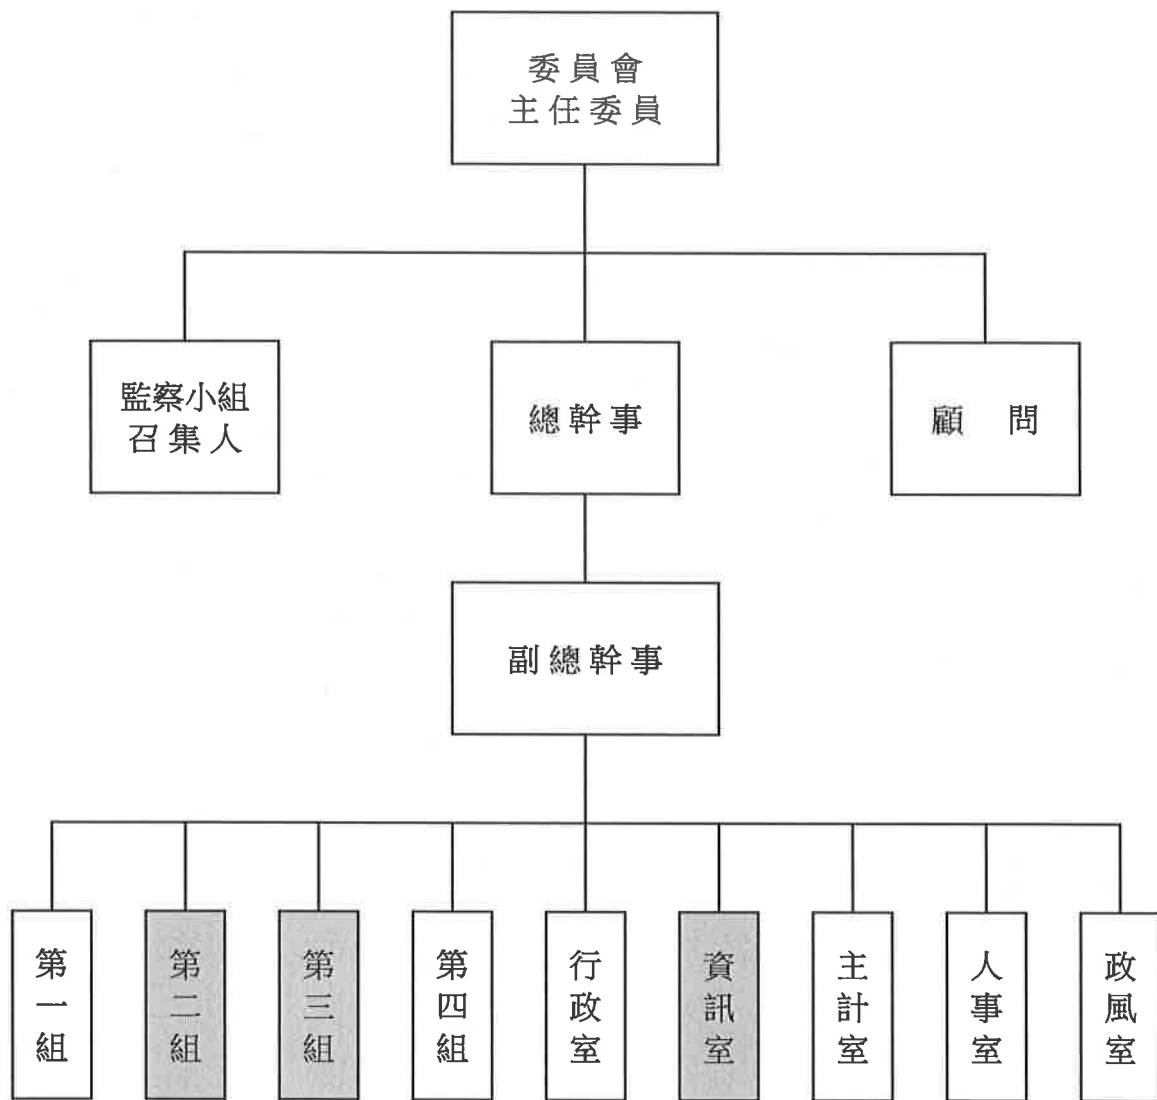 委員會
主任委員
監察小組
召集人
總幹事
顧問
副總幹事
第一組
第二組
第三組
第四組
行政室
資訊室
主計室
人事室
政風室